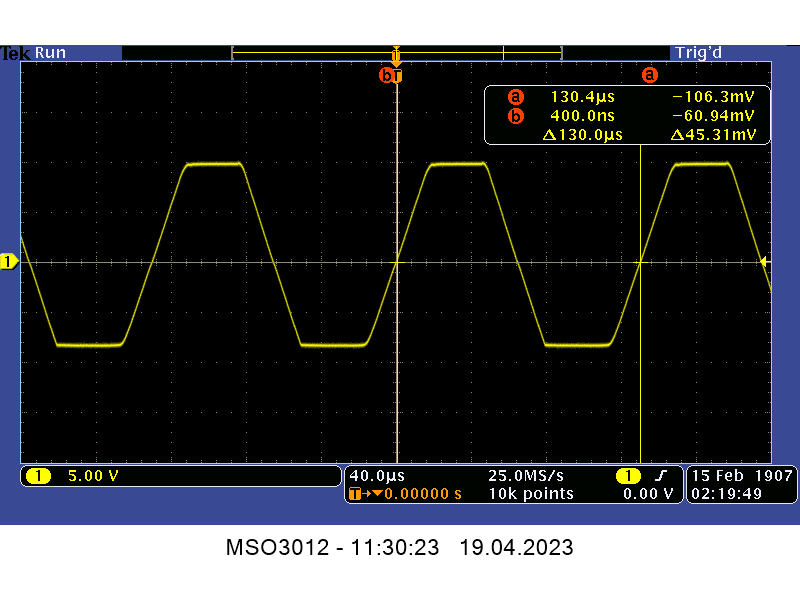 Tek Run Trig'd
T
b T a
a 130.4µs −106.3mV
b 400.0ns −60.94mV
Δ130.0µs Δ45.31mV
1
1 5.00 V
40.0µs 25.0MS/s 1 0.00 V
T→▼0.00000 s 10k points
15 Feb 1907
02:19:49
MSO3012 - 11:30:23 19.04.2023